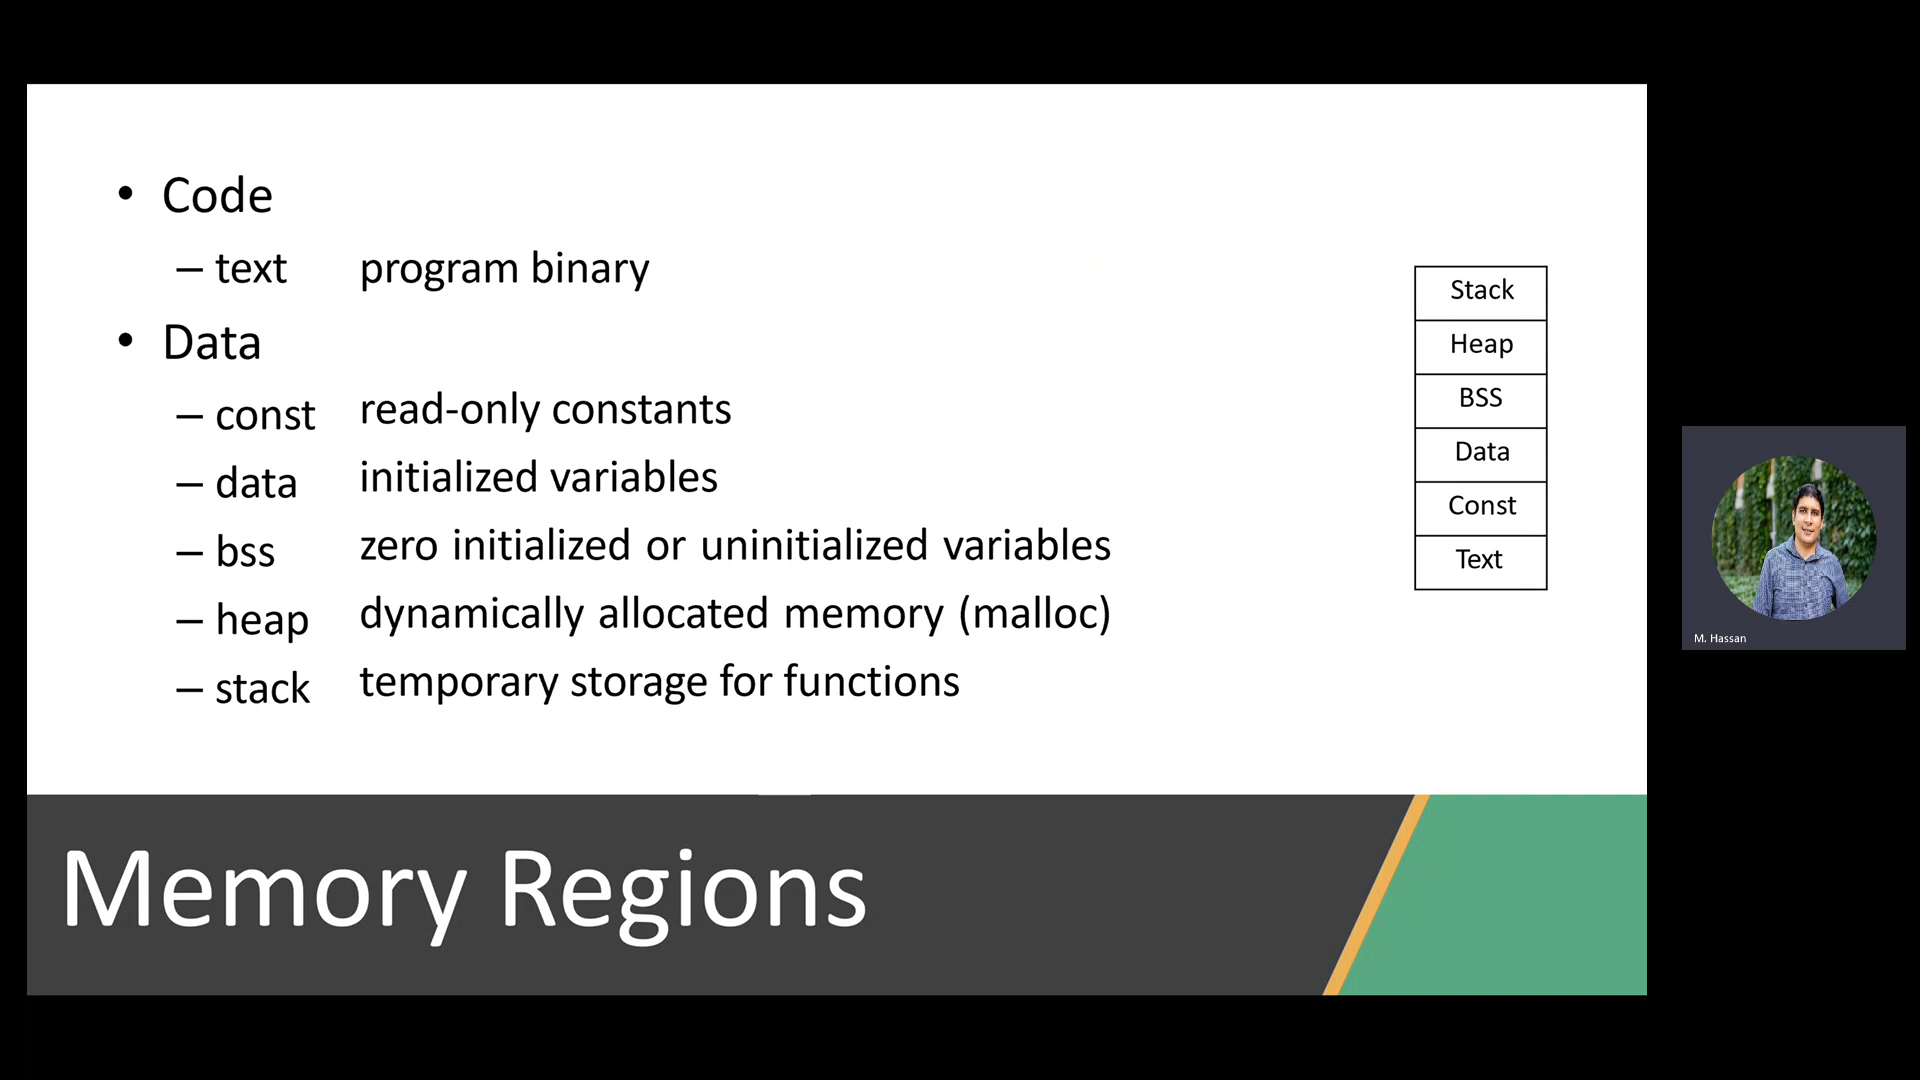 • Code
– text program binary
• Data
– const read-only constants
– data initialized variables
– bss zero initialized or uninitialized variables
– heap dynamically allocated memory (malloc)
– stack temporary storage for functions
Stack
Heap
BSS
Data
Const
Text
Memory Regions
M. Hassan